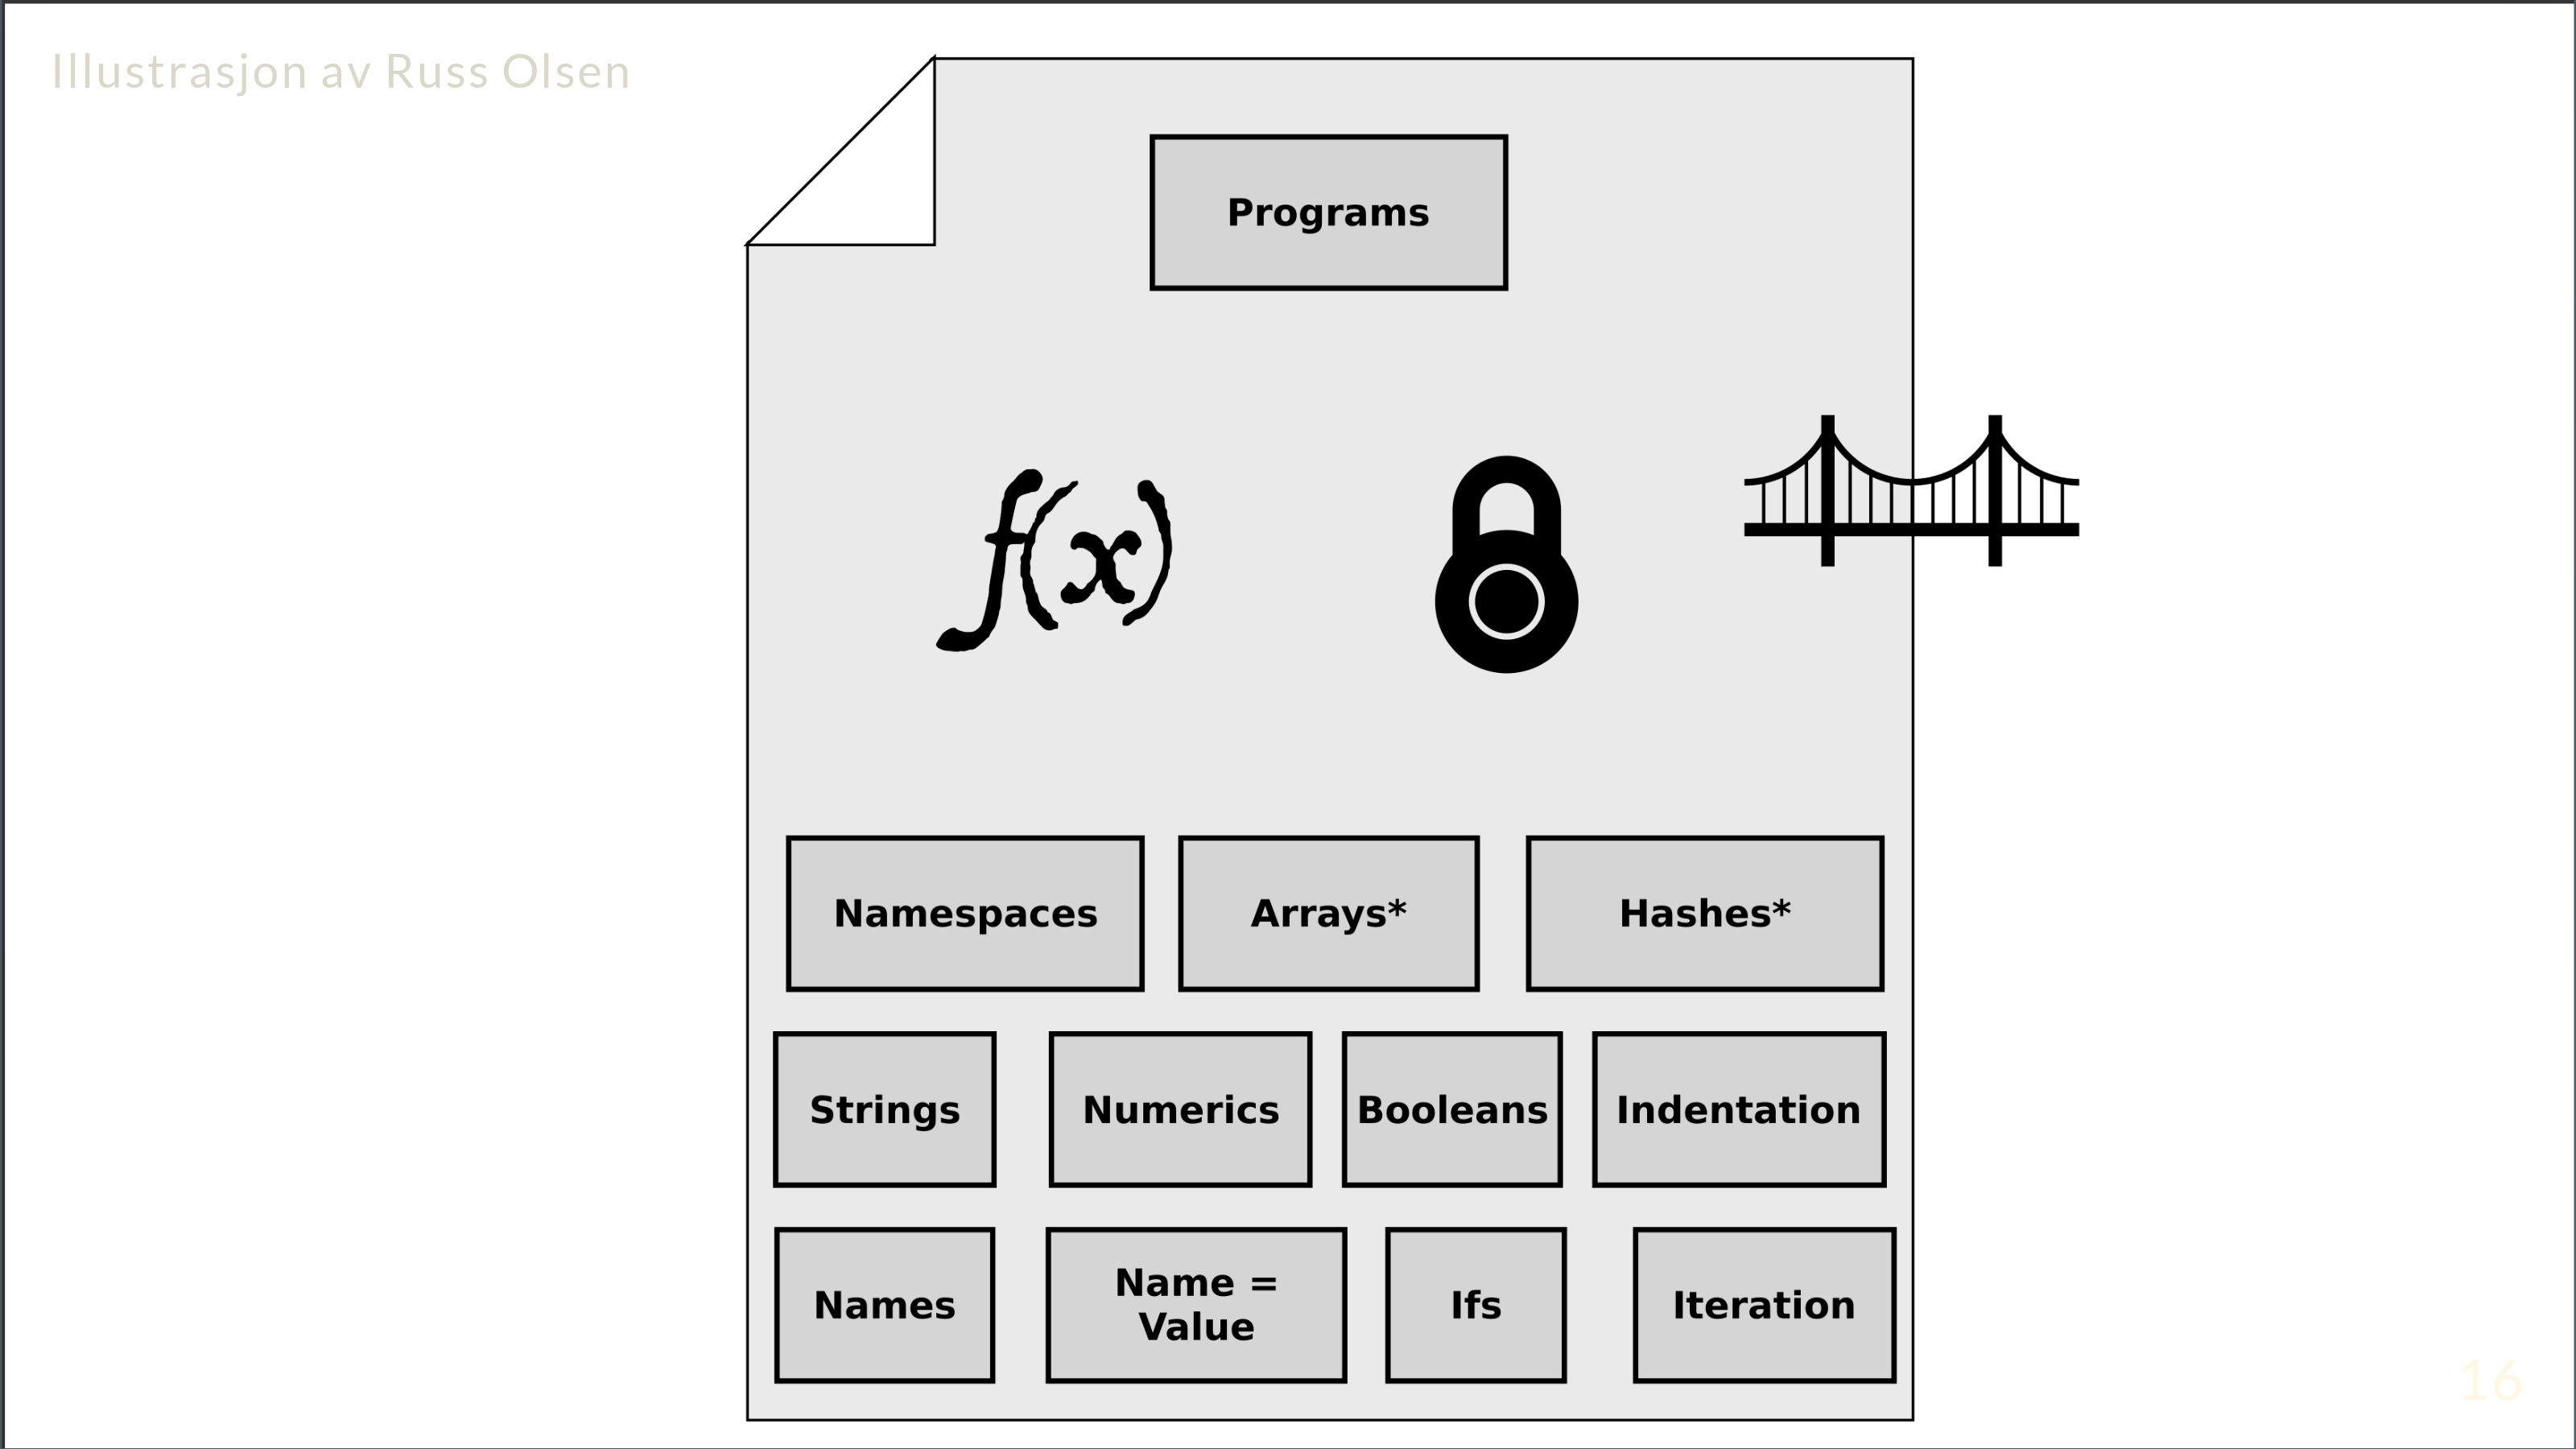 Illustrasjon av Russ Olsen
Programs
f(x)
Namespaces
Arrays*
Hashes*
Strings
Numerics
Booleans
Indentation
Names
Name =
Value
Ifs
Iteration
16